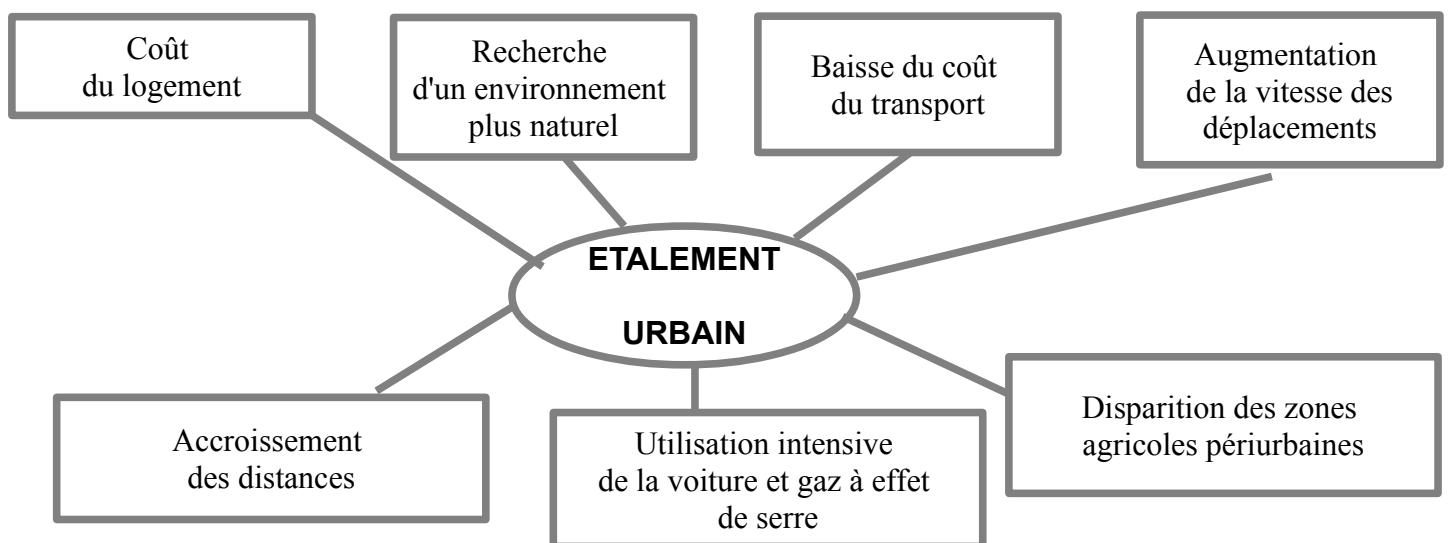 Coût
du logement
Recherche
d'un environnement
plus naturel
Baisse du coût
du transport
Augmentation
de la vitesse des
déplacements
ETALEMENT
URBAIN
Accroissement
des distances
Utilisation intensive
de la voiture et gaz à effet
de serre
Disparition des zones
agricoles périurbaines